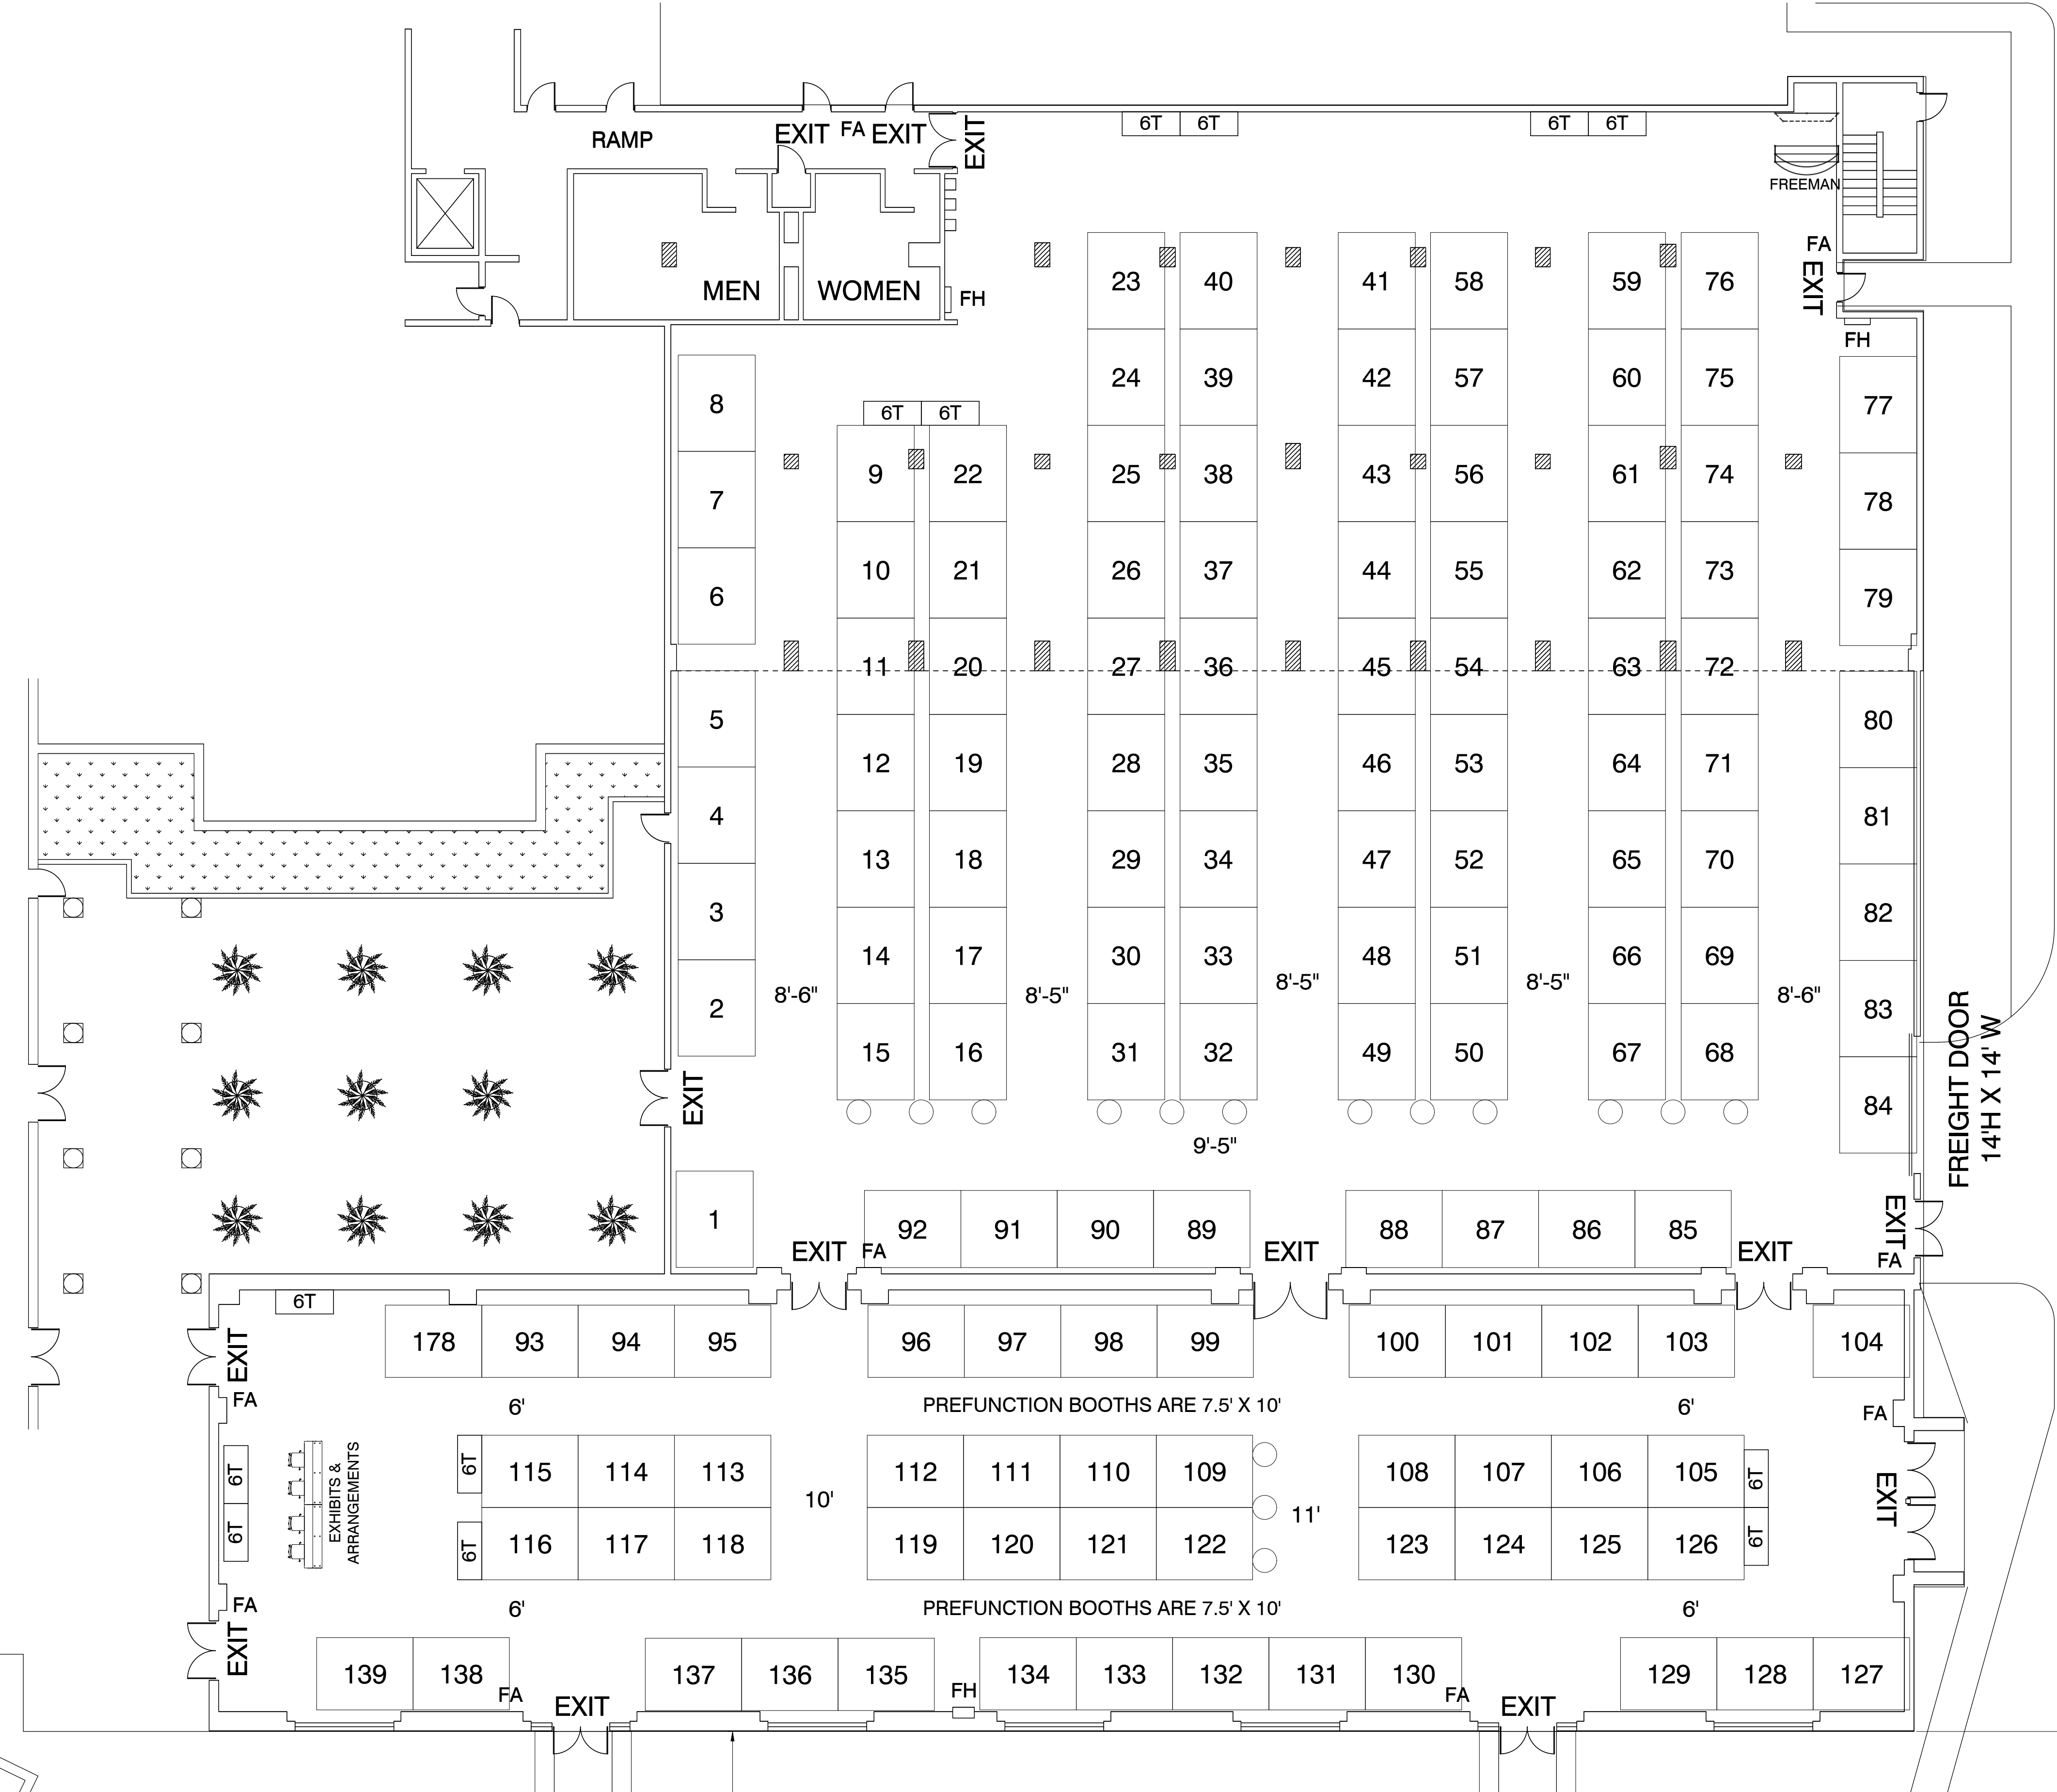 RAMP
EXIT FA EXIT
EXIT
6T 6T
6T 6T
FREEMAN
MEN
WOMEN
FH
FA
EXIT
FH
23 40 41 58 59 76
24 39 42 57 60 75
8
77
6T 6T
9 22 25 38 43 56 61 74
7
78
10 21 26 37 44 55 62 73
6
79
11 20 27 36 45 54 63 72
5
80
12 19 28 35 46 53 64 71
4
81
13 18 29 34 47 52 65 70
3
82
14 17 30 33 48 51 66 69
8'-6" 8'-5" 8'-5" 8'-5" 8'-6"
2
83
15 16 31 32 49 50 67 68
EXIT
84
FREIGHT DOOR
14'H X 14' W
9'-5"
1
92 91 90 89 88 87 86 85
EXIT
EXIT FA
EXIT
EXIT
FA
6T
178 93 94 95 96 97 98 99 100 101 102 103 104
EXIT
FA
6' PREFUNCTION BOOTHS ARE 7.5' X 10' 6'
FA
6T
6T
EXHIBITS &
ARRANGEMENTS
6T 115 114 113 112 111 110 109 108 107 106 105 6T
10' 11'
EXIT
6T 116 117 118 119 120 121 122 123 124 125 126 6T
FA
6' PREFUNCTION BOOTHS ARE 7.5' X 10' 6'
EXIT
139 138 137 136 135 134 133 132 131 130 129 128 127
FA
EXIT
FH
FA
EXIT